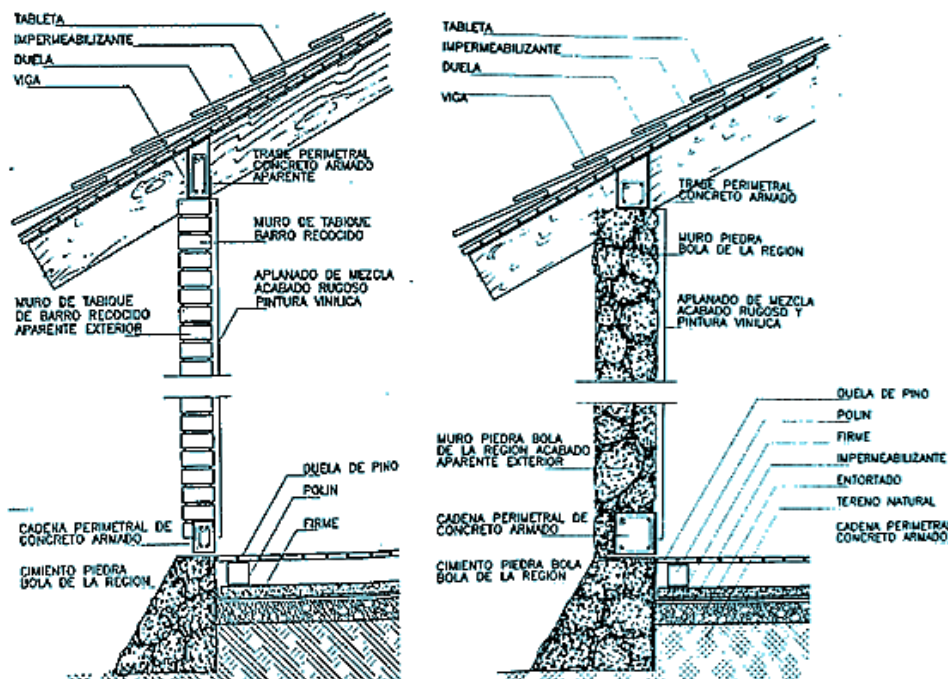 TABLETA
IMPERMEABILIZANTE
DUELA
VIGA
TRABE PERIMETRAL
CONCRETO ARMADO
APARENTE
MURO DE TABIQUE
BARRO RECOCIDO
APLANADO DE MEZCLA
ACABADO RUGOSO
PINTURA VINILICA
MURO DE TABIQUE
DE BARRO RECOCIDO
APARENTE EXTERIOR
DUELA DE PINO
POLIN
FIRME
CADENA PERIMETRAL DE
CONCRETO ARMADO
CIMIENTO PIEDRA
BOLA DE LA REGION
TABLETA
IMPERMEABILIZANTE
DUELA
VIGA
TRABE PERIMETRAL
CONCRETO ARMADO
MURO PIEDRA
BOLA DE LA REGION
APLANADO DE MEZCLA
ACABADO RUGOSO Y
PINTURA VINILICA
MURO PIEDRA BOLA
DE LA REGION ACABADO
APARENTE EXTERIOR
DUELA DE PINO
POLIN
FIRME
IMPERMEABILIZANTE
ENTORTADO
TERENO NATURAL
CADENA PERIMETRAL DE
CONCRETO ARMADO
CADENA PERIMETRAL
CONCRETO ARMADO
CIMIENTO PIEDRA BOLA
BOLA DE LA REGION